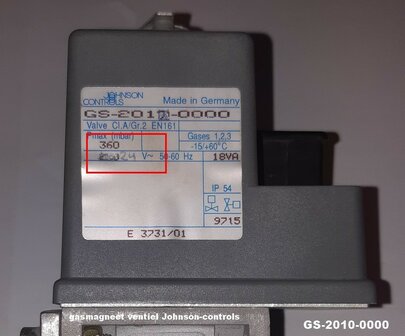 JOHNSON
CONTROLS
Made in Germany
GS-2010-0000
Valve Cl.A/Gr.2 EN161
Pmax (mbar)
360
Gases 1,2,3
-15/+60°C
24 V~ 50-60 Hz
18VA
IP 54
9715
E 3731/01
gasmagneet ventiel Johnson-controls
GS-2010-0000